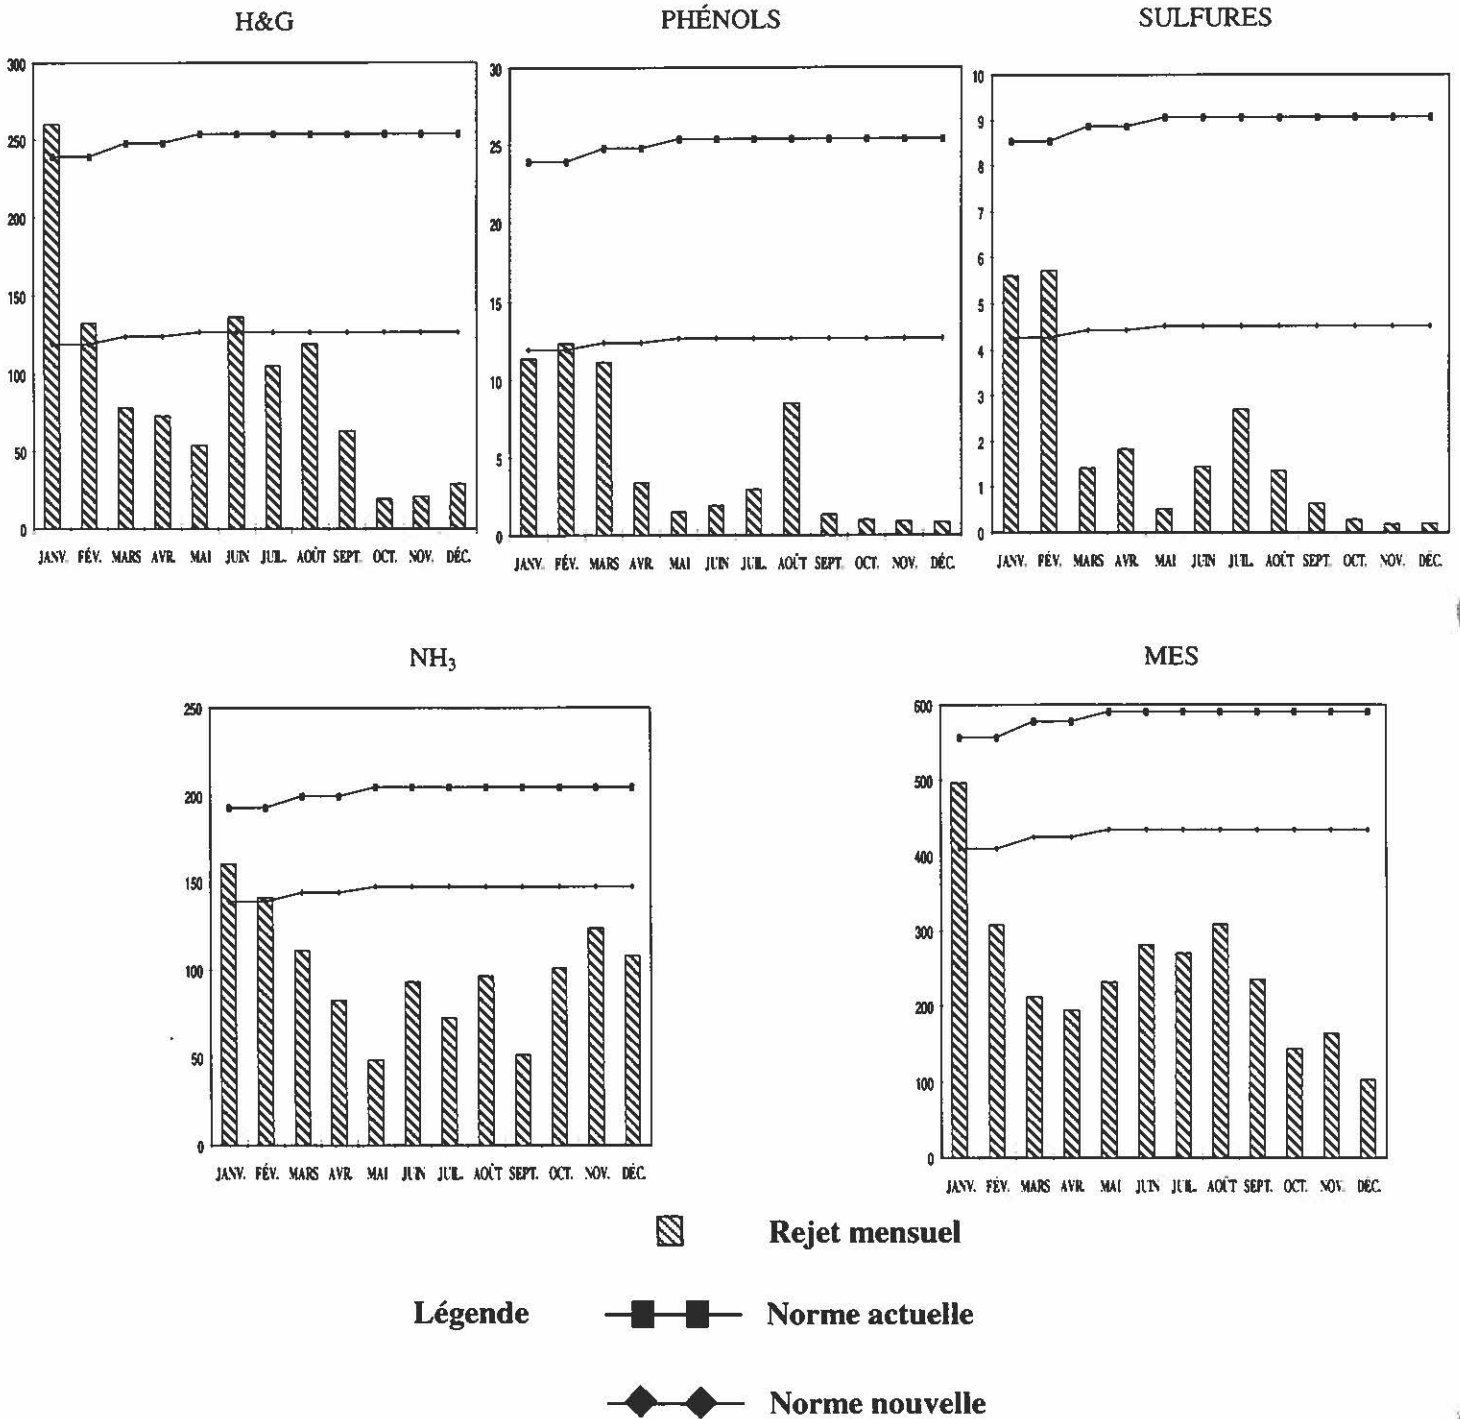 H&G
PHÉNOLS
SULFURES
300
250
200
150
100
50
0
JANV. FÉV. MARS AVR. MAI JUIN JUIL. AOÛT SEPT. OCT. NOV. DÉC.
30
25
20
15
10
5
0
JANV. FÉV. MARS AVR. MAI JUIN JUIL. AOÛT SEPT. OCT. NOV. DÉC.
10
9
8
7
6
5
4
3
2
1
0
JANV. FÉV. MARS AVR. MAI JUIN JUIL. AOÛT SEPT. OCT. NOV. DÉC.
NH₃
MES
250
200
150
100
50
0
JANV. FÉV. MARS AVR. MAI JUIN JUIL. AOÛT SEPT. OCT. NOV. DÉC.
600
500
400
300
200
100
0
JANV. FÉV. MARS AVR. MAI JUIN JUIL. AOÛT SEPT. OCT. NOV. DÉC.
Rejet mensuel
Légende
Norme actuelle
Norme nouvelle